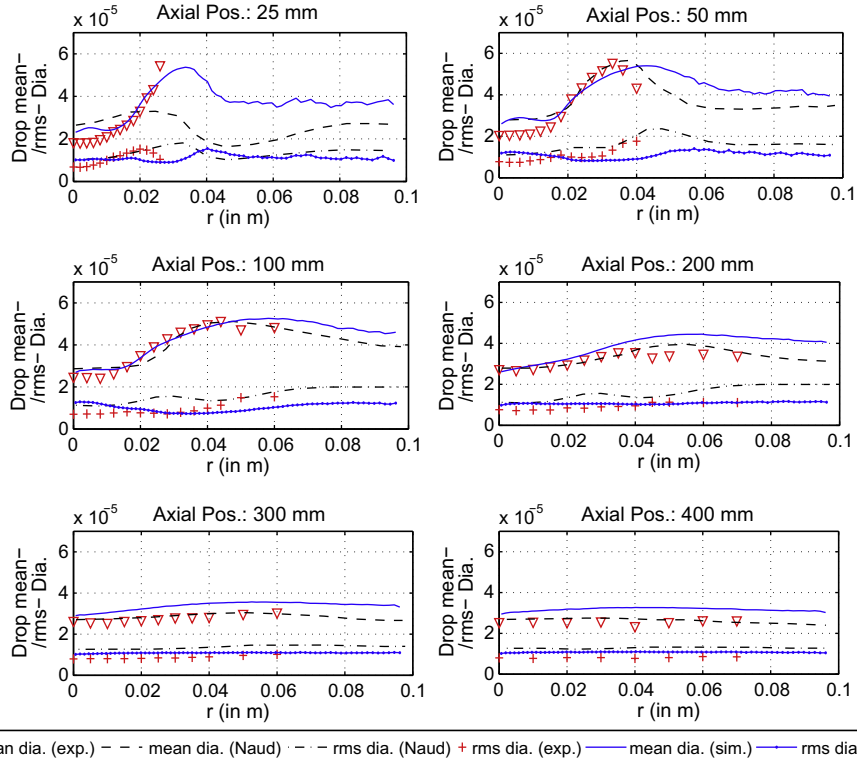 x 10⁻⁵ Axial Pos.: 25 mm
Drop mean−
/rms− Dia.
6
4
2
0
0 0.02 0.04 0.06 0.08 0.1
r (in m)
x 10⁻⁵ Axial Pos.: 50 mm
Drop mean−
/rms− Dia.
6
4
2
0
0 0.02 0.04 0.06 0.08 0.1
r (in m)
x 10⁻⁵ Axial Pos.: 100 mm
Drop mean−
/rms− Dia.
6
4
2
0
0 0.02 0.04 0.06 0.08 0.1
r (in m)
x 10⁻⁵ Axial Pos.: 200 mm
Drop mean−
/rms− Dia.
6
4
2
0
0 0.02 0.04 0.06 0.08 0.1
r (in m)
x 10⁻⁵ Axial Pos.: 300 mm
Drop mean−
/rms− Dia.
6
4
2
0
0 0.02 0.04 0.06 0.08 0.1
r (in m)
x 10⁻⁵ Axial Pos.: 400 mm
Drop mean−
/rms− Dia.
6
4
2
0
0 0.02 0.04 0.06 0.08 0.1
r (in m)
an dia. (exp.) mean dia. (Naud) rms dia. (Naud) rms dia. (exp.) mean dia. (sim.) rms dia